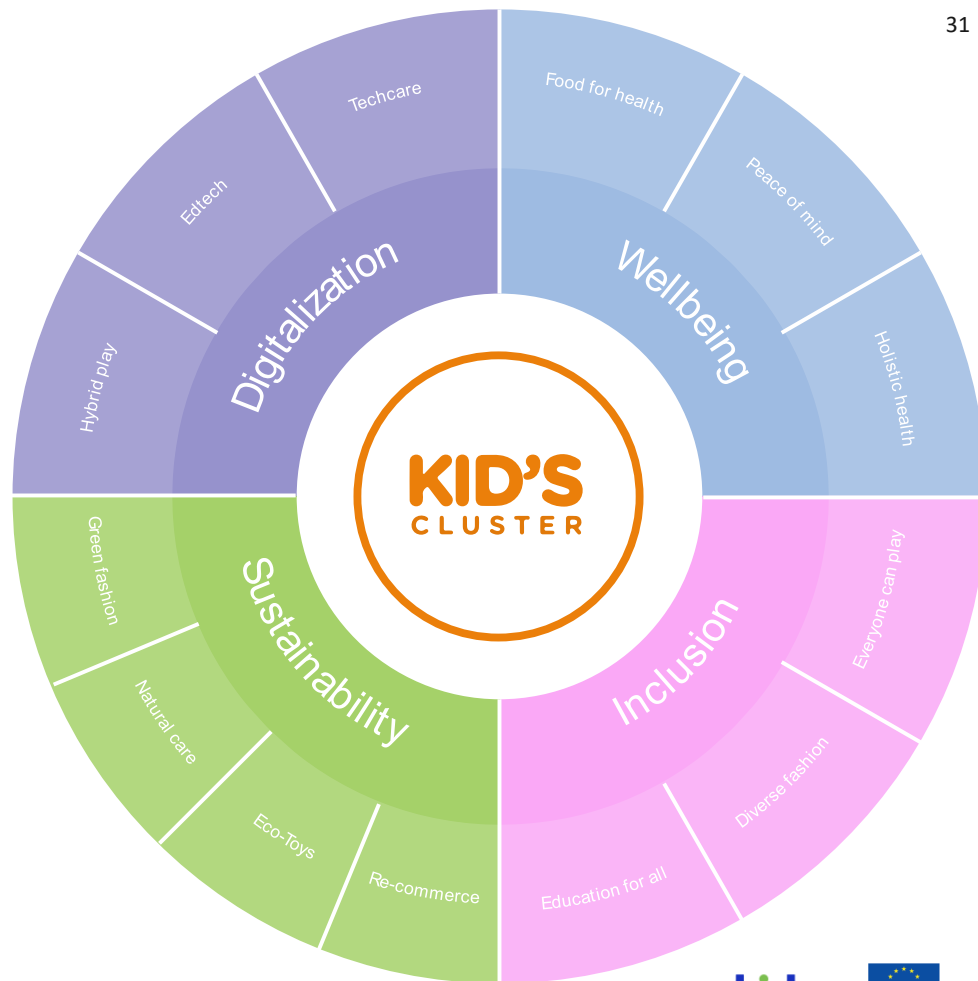 31
Techcare
Food for health
Edtech
Peace of mind
Hybrid play
Digitalization
Wellbeing
Holistic health
KID'S
CLUSTER
Green fashion
Natural care
Eco-Toys
Re-commerce
Sustainability
Inclusion
Everyone can play
Diverse fashion
Education for all